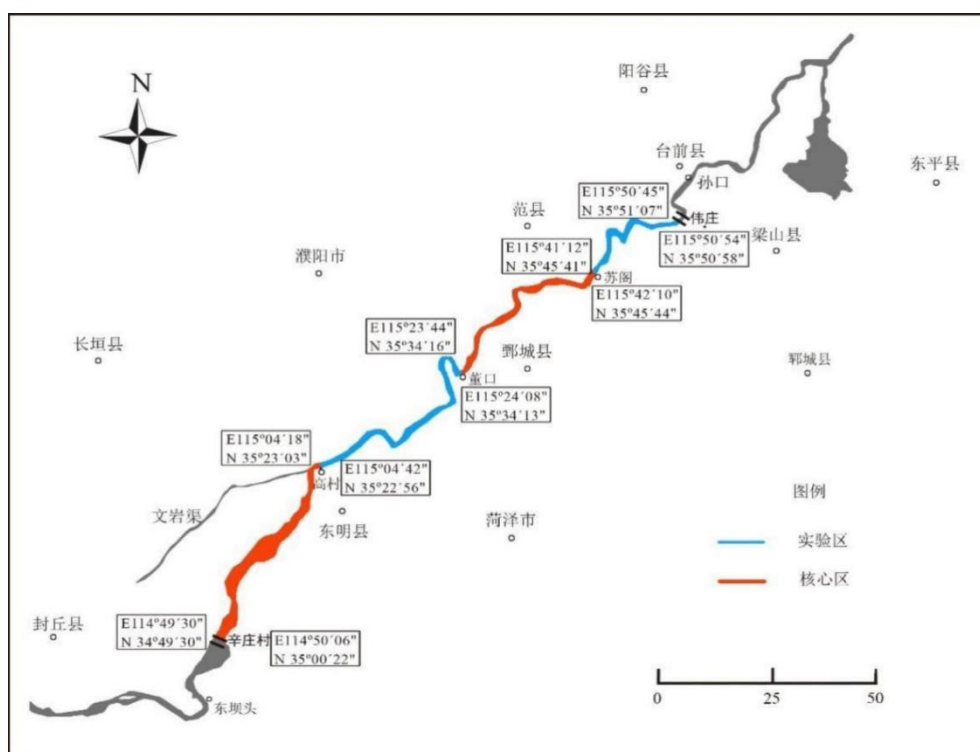 N
阳谷县
台前县
孙口
东平县
E115°50´45"
N 35°51´07"
伟庄
范县
梁山县
E115°50´54"
N 35°50´58"
E115°41´12"
N 35°45´41"
濮阳市
苏阁
E115°42´10"
N 35°45´44"
E115°23´44"
N 35°34´16"
长垣县
鄄城县
郓城县
董口
E115°24´08"
N 35°34´13"
E115°04´18"
N 35°23´03"
E115°04´42"
N 35°22´56"
高村
图例
文岩渠
东明县
菏泽市
实验区
核心区
封丘县
E114°49´30"
N 34°49´30"
辛庄村
E114°50´06"
N 35°00´22"
东坝头
0 25 50